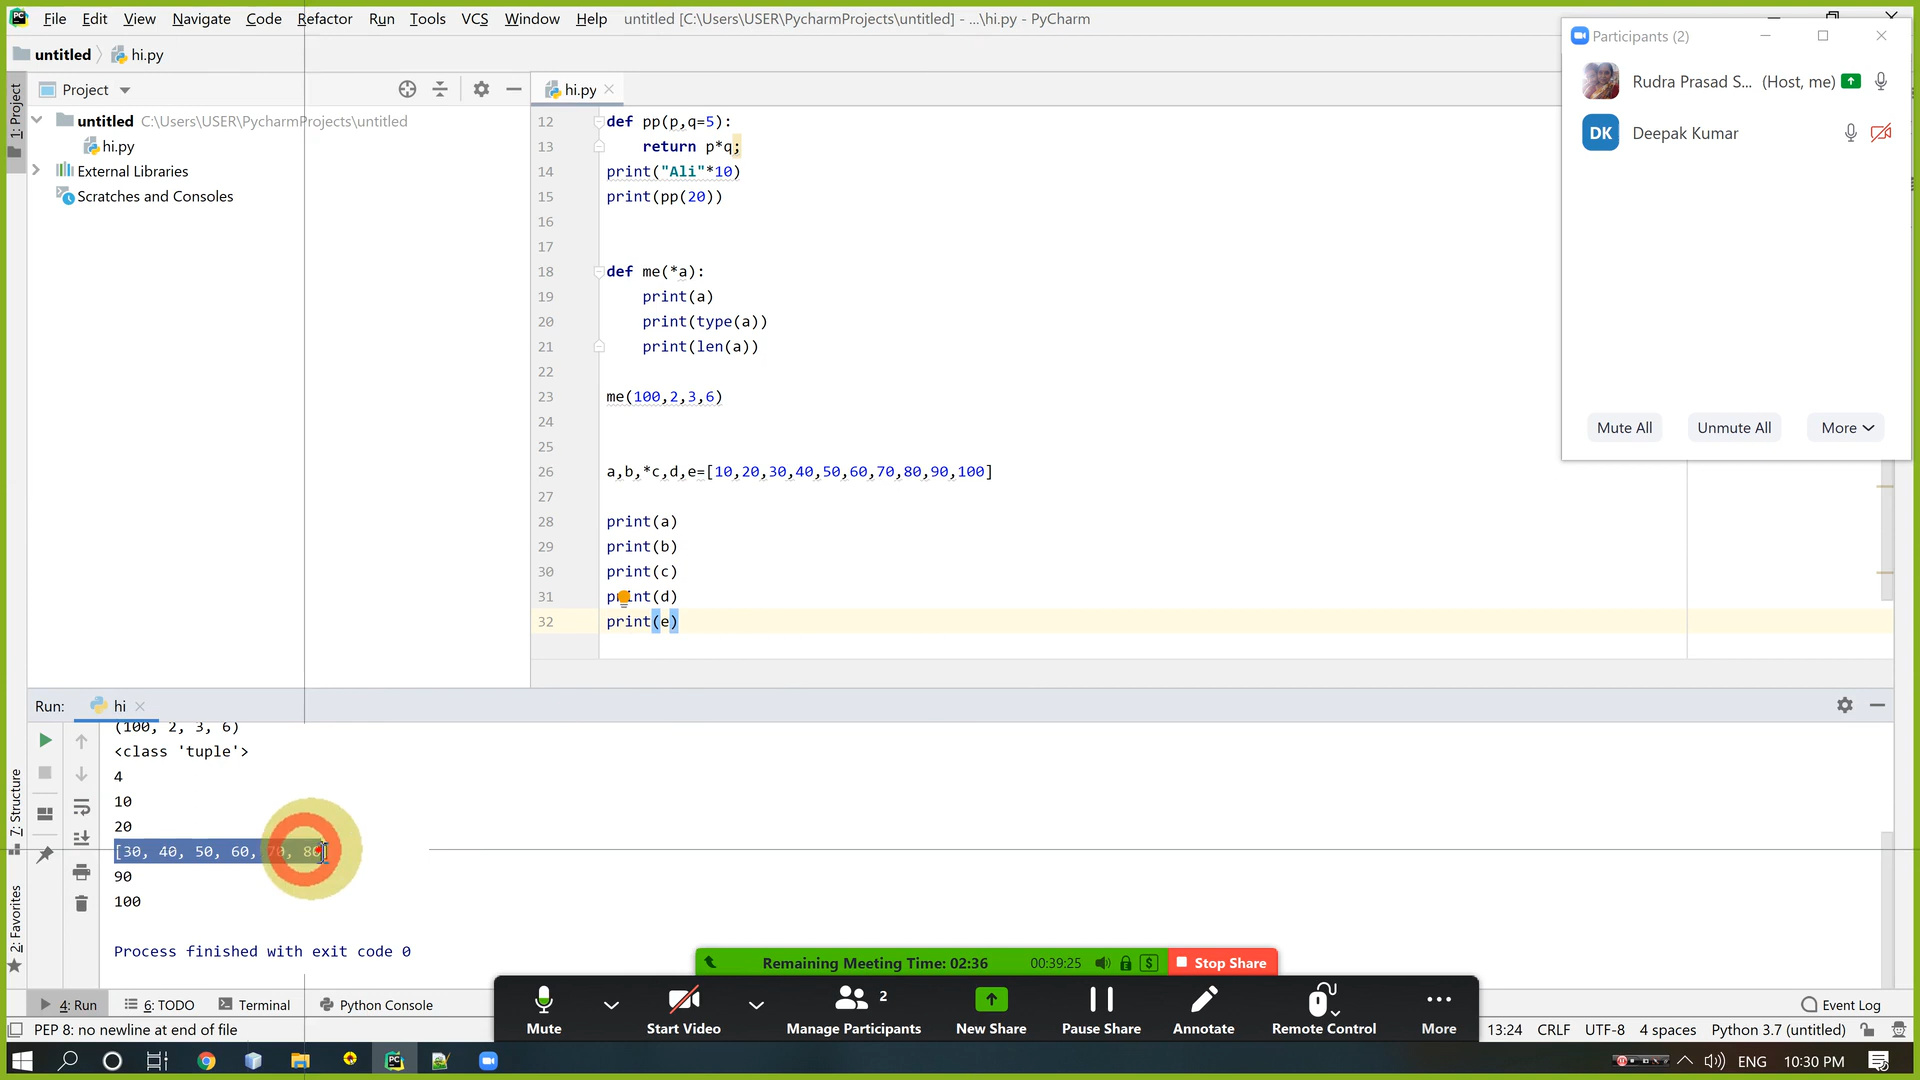 File Edit View Navigate Code Refactor Run Tools VCS Window Help untitled [C:\Users\USER\PycharmProjects\untitled] - ...\hi.py - PyCharm
untitled hi.py
Participants (2)
Rudra Prasad S... (Host, me)
DK Deepak Kumar
Mute All Unmute All More
1: Project
Project
untitled C:\Users\USER\PycharmProjects\untitled
hi.py
External Libraries
Scratches and Consoles
hi.py
12 def pp(p,q=5):
13 return p*q;
14 print("Ali"*10)
15 print(pp(20))
16
17
18 def me(*a):
19 print(a)
20 print(type(a))
21 print(len(a))
22
23 me(100,2,3,6)
24
25
26 a,b,*c,d,e=[10,20,30,40,50,60,70,80,90,100]
27
28 print(a)
29 print(b)
30 print(c)
31 print(d)
32 print(e)
Run: hi
(100, 2, 3, 6)
<class 'tuple'>
4
10
20
[30, 40, 50, 60, 70, 80]
90
100
Process finished with exit code 0
7: Structure
2: Favorites
Remaining Meeting Time: 02:36 00:39:25 Stop Share
Mute Start Video Manage Participants 2 New Share Pause Share Annotate Remote Control More
4: Run 6: TODO Terminal Python Console Event Log
PEP 8: no newline at end of file 13:24 CRLF UTF-8 4 spaces Python 3.7 (untitled)
ENG 10:30 PM